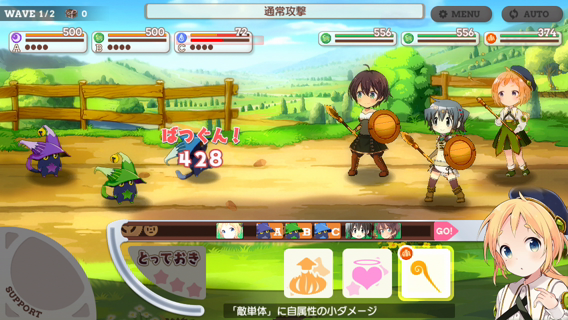 WAVE 1/2 0
通常攻撃
MENU
AUTO
500
A
500
B
72
C
556
556
374
ばつぐん！
428
A B C
GO!
とっておき
SUPPORT
「敵単体」に自属性の小ダメージ